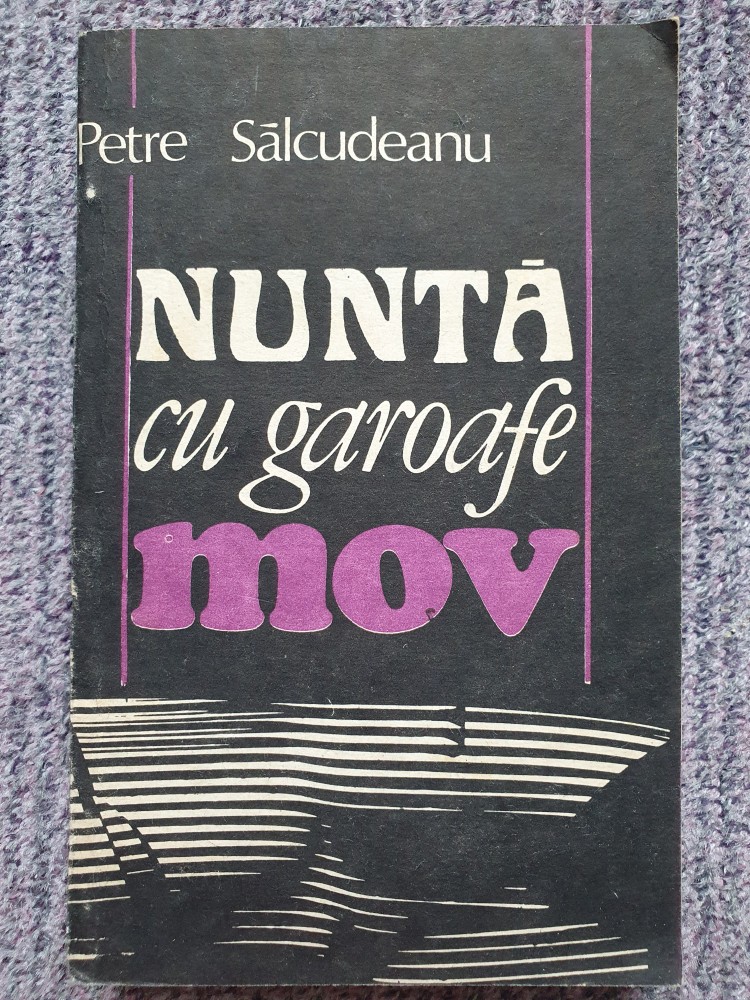 Petre Sălcudeanu
NUNTĂ
cu garoafe
mov